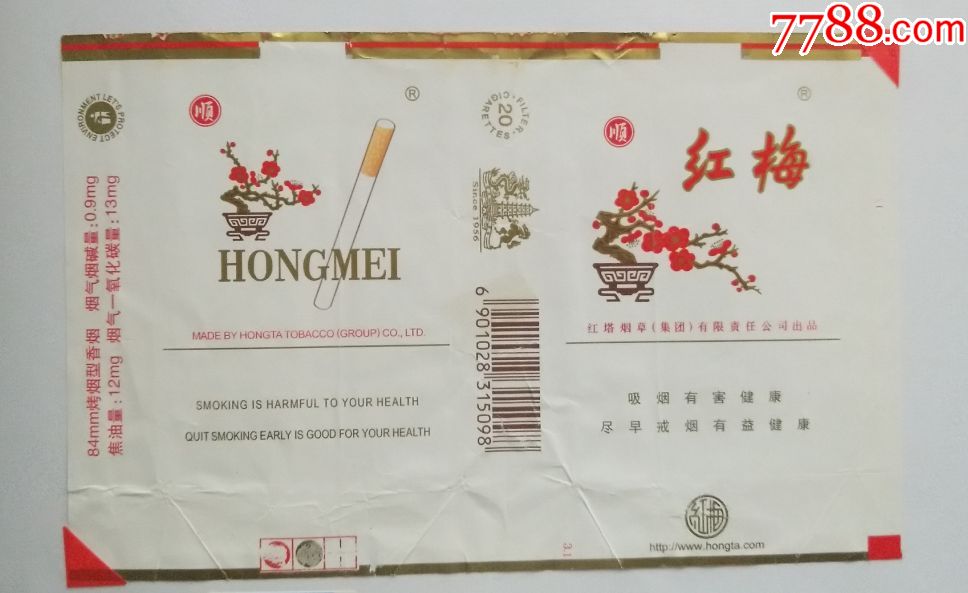 7788.com
LET'S PROTECT ENVIRONMENT
84mm烤烟型香烟 烟气烟碱量:0.9mg
焦油量:12mg 烟气一氧化碳量:13mg
®
顺
HONGMEI
MADE BY HONGTA TOBACCO (GROUP) CO., LTD.
SMOKING IS HARMFUL TO YOUR HEALTH
QUIT SMOKING EARLY IS GOOD FOR YOUR HEALTH
·FILTER·
20
CIGARETTES
Since 1956
6 901028 315098
®
顺
红梅
红塔烟草(集团)有限责任公司出品
吸烟有害健康
尽早戒烟有益健康
红梅
http://www.hongta.com
3.1